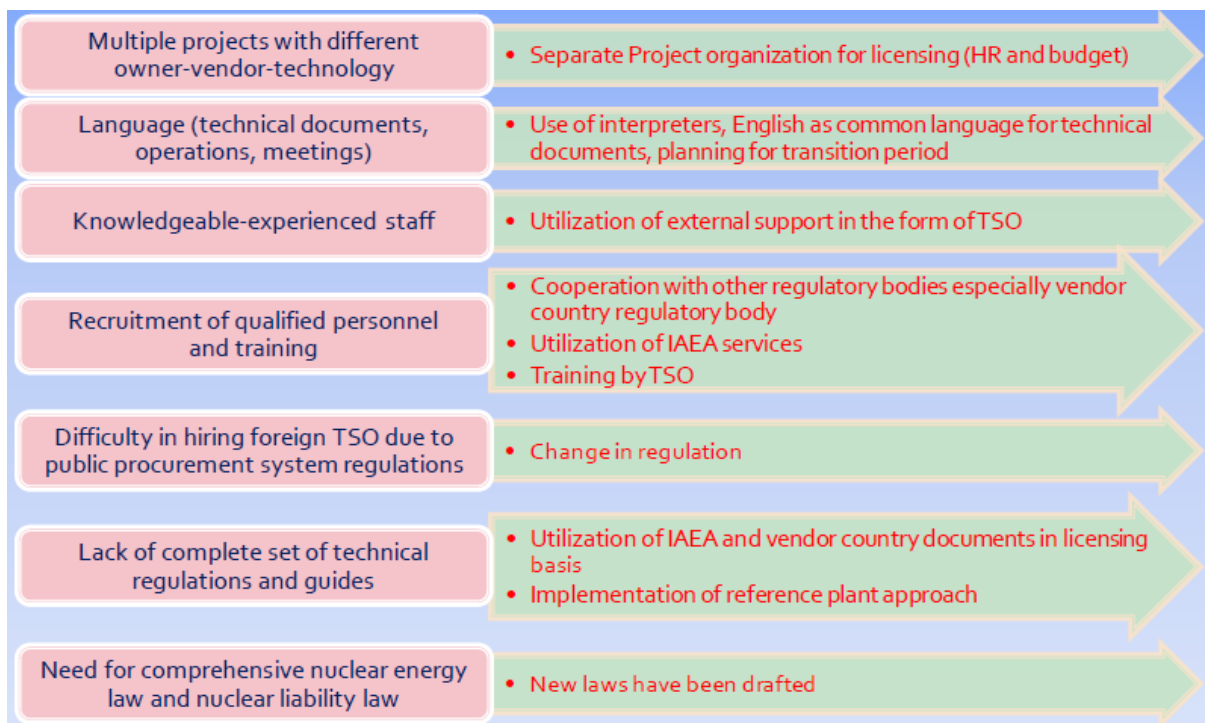 Multiple projects with different
owner-vendor-technology
• Separate Project organization for licensing (HR and budget)
Language (technical documents,
operations, meetings)
• Use of interpreters, English as common language for technical
documents, planning for transition period
Knowledgeable-experienced staff
• Utilization of external support in the form of TSO
Recruitment of qualified personnel
and training
• Cooperation with other regulatory bodies especially vendor
country regulatory body
• Utilization of IAEA services
• Training by TSO
Difficulty in hiring foreign TSO due to
public procurement system regulations
• Change in regulation
Lack of complete set of technical
regulations and guides
• Utilization of IAEA and vendor country documents in licensing
basis
• Implementation of reference plant approach
Need for comprehensive nuclear energy
law and nuclear liability law
• New laws have been drafted